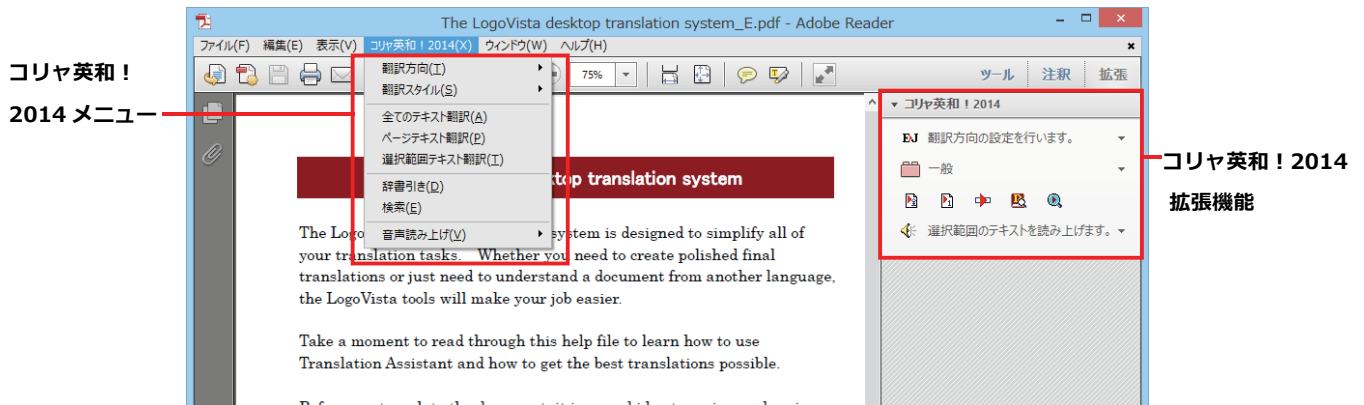 The LogoVista desktop translation system_E.pdf - Adobe Reader
ファイル(F) 編集(E) 表示(V) コリャ英和！2014(X) ウィンドウ(W) ヘルプ(H)
75%
ツール 注釈 拡張
コリャ英和！
2014 メニュー
翻訳方向(T)
翻訳スタイル(S)
全てのテキスト翻訳(A)
ページテキスト翻訳(P)
選択範囲テキスト翻訳(T)
辞書引き(D)
検索(E)
音声読み上げ(V)
コリャ英和！2014
EJ 翻訳方向の設定を行います。
一般
選択範囲のテキストを読み上げます。
コリャ英和！2014
拡張機能
translation system
The system is designed to simplify all of
your translation tasks. Whether you need to create polished final
translations or just need to understand a document from another language,
the LogoVista tools will make your job easier.
Take a moment to read through this help file to learn how to use
Translation Assistant and how to get the best translations possible.